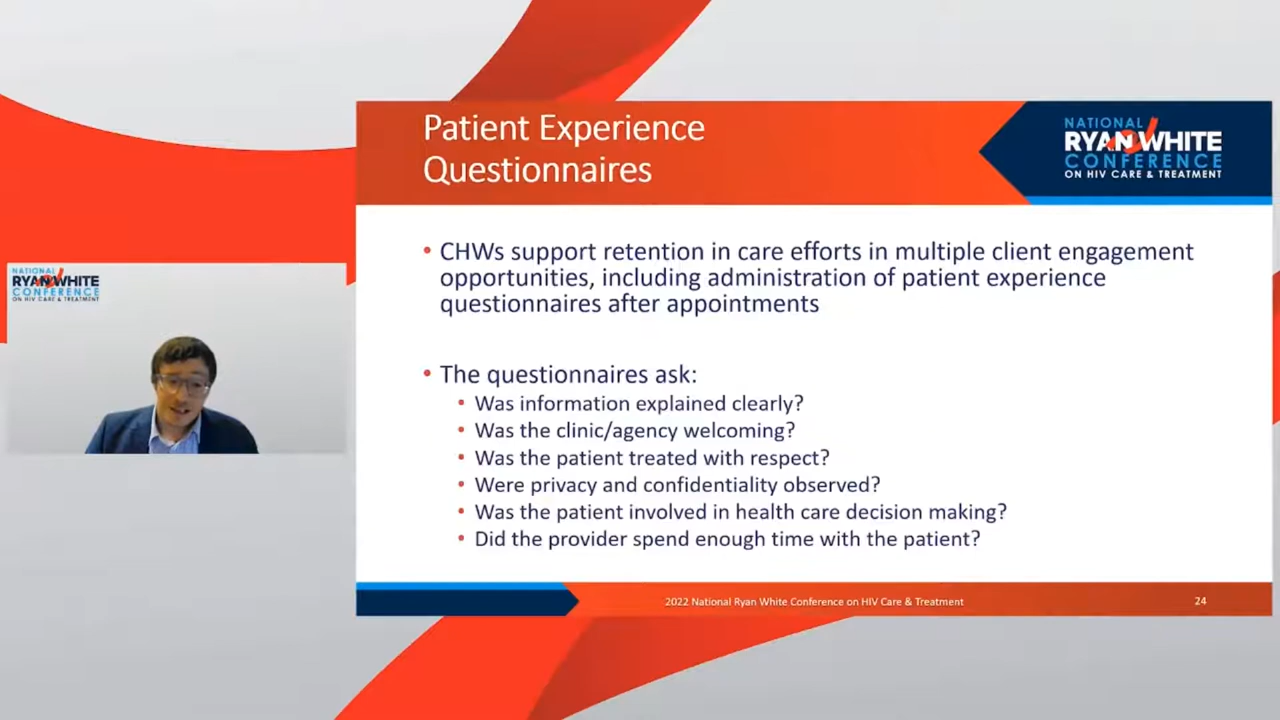 Patient Experience
Questionnaires
NATIONAL
RYAN WHITE
CONFERENCE
ON HIV CARE & TREATMENT
• CHWs support retention in care efforts in multiple client engagement
opportunities, including administration of patient experience
questionnaires after appointments
NATIONAL
RYAN WHITE
CONFERENCE
ON HIV CARE & TREATMENT
• The questionnaires ask:
• Was information explained clearly?
• Was the clinic/agency welcoming?
• Was the patient treated with respect?
• Were privacy and confidentiality observed?
• Was the patient involved in health care decision making?
• Did the provider spend enough time with the patient?
2022 National Ryan White Conference on HIV Care & Treatment
24